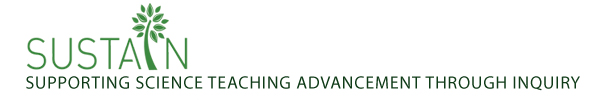 SUSTAIN
SUPPORTING SCIENCE TEACHING ADVANCEMENT THROUGH INQUIRY